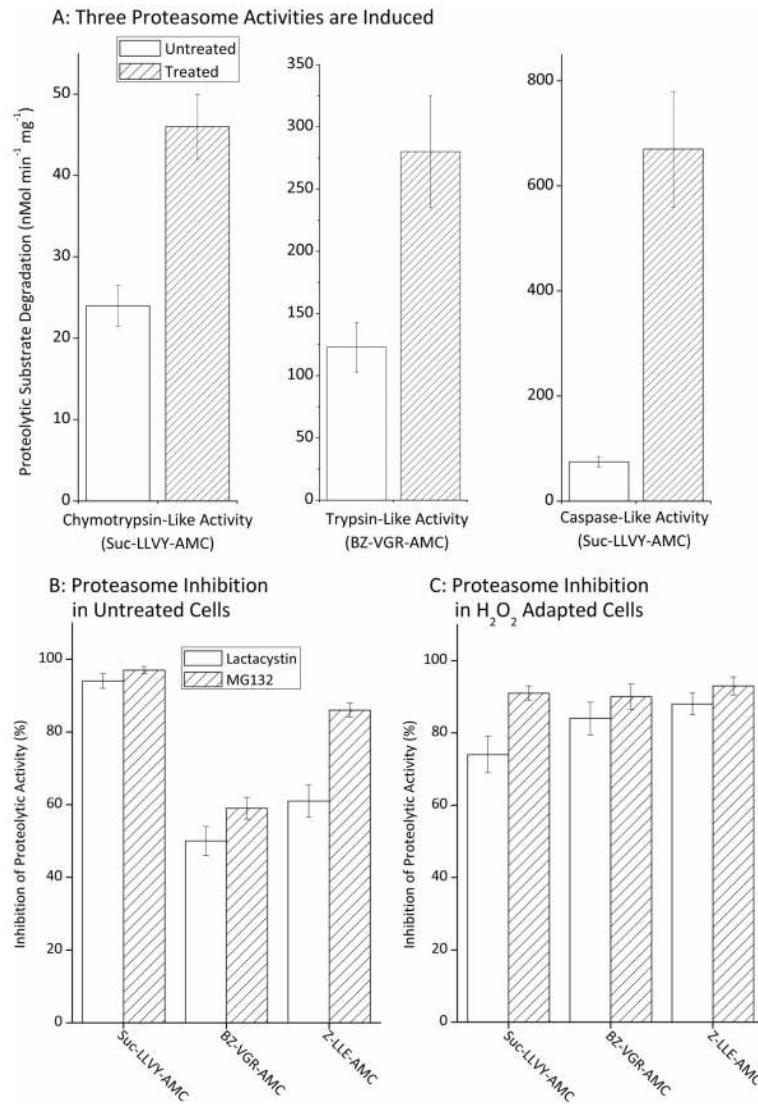 A: Three Proteasome Activities are Induced
Untreated
Treated
Proteolytic Substrate Degradation (nMol min⁻¹ mg⁻¹)
50
40
30
20
10
0
Chymotrypsin-Like Activity
(Suc-LLVY-AMC)
350
300
250
200
150
125
100
50
0
Trypsin-Like Activity
(BZ-VGR-AMC)
800
600
400
200
0
Caspase-Like Activity
(Suc-LLVY-AMC)
B: Proteasome Inhibition
in Untreated Cells
Lactacystin
MG132
Inhibition of Proteolytic Activity (%)
100
80
60
40
20
0
Suc-LLVY-AMC
BZ-VGR-AMC
Z-LLE-AMC
C: Proteasome Inhibition
in H₂O₂ Adapted Cells
Inhibition of Proteolytic Activity (%)
100
80
60
40
20
0
Suc-LLVY-AMC
BZ-VGR-AMC
Z-LLE-AMC